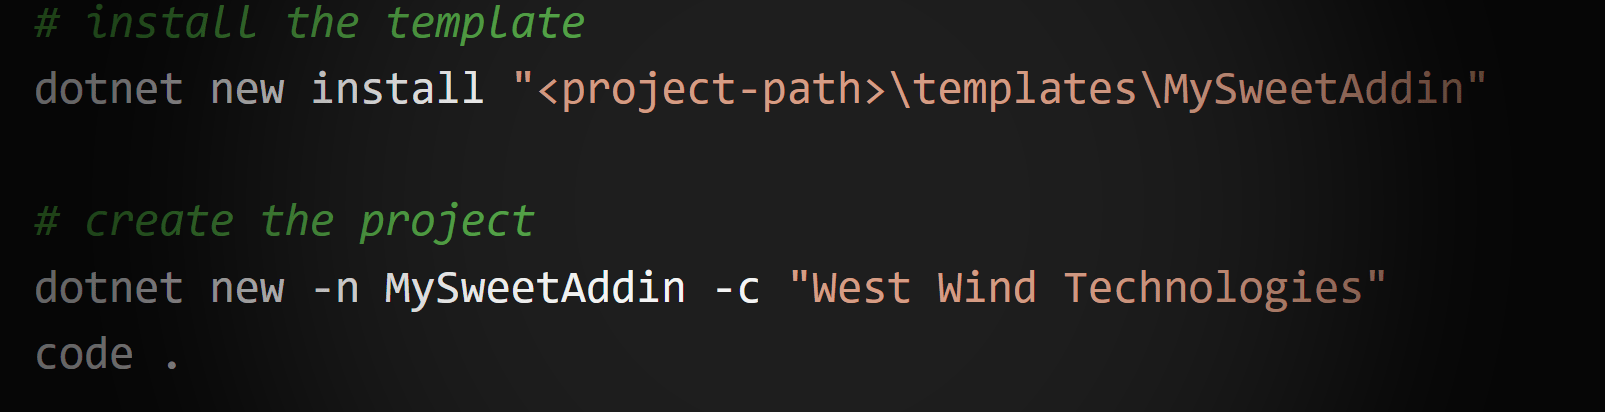 # install the template
dotnet new install "<project-path>\templates\MySweetAddin"
# create the project
dotnet new -n MySweetAddin -c "West Wind Technologies"
code .